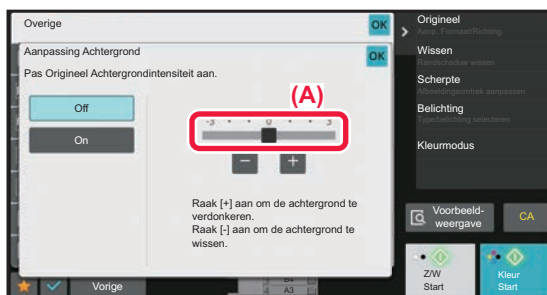 Overige
OK
Aanpassing Achtergrond
OK
Pas Origineel Achtergrondintensiteit aan.
(A)
Off
On
-3 • • 0 • • 3
−
+
Raak [+] aan om de achtergrond te
verdonkeren.
Raak [-] aan om de achtergrond te
wissen.
Origineel
Aanp. Formaat/Richting.
Wissen
Randschaduw wissen
Scherpte
Afbeeldingsomtrek aanpassen
Belichting
Type/belichting selecteren
Kleurmodus
Voorbeeld-
weergave
CA
Z/W
Start
Kleur
Start
Vorige
B4
A3